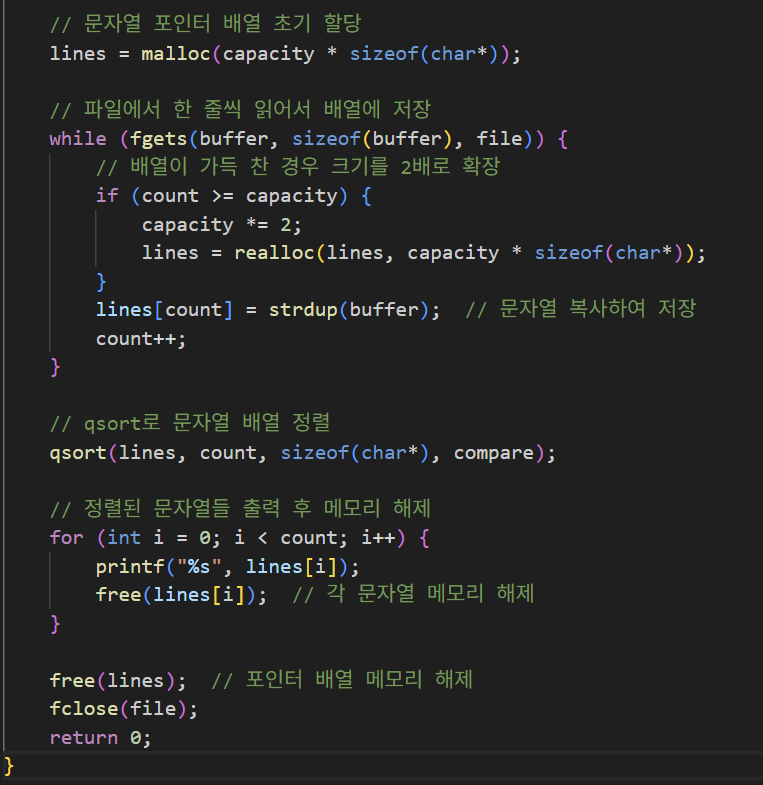 // 문자열 포인터 배열 초기 할당
lines = malloc(capacity * sizeof(char*));
// 파일에서 한 줄씩 읽어서 배열에 저장
while (fgets(buffer, sizeof(buffer), file)) {
// 배열이 가득 찬 경우 크기를 2배로 확장
if (count >= capacity) {
capacity *= 2;
lines = realloc(lines, capacity * sizeof(char*));
}
lines[count] = strdup(buffer);  // 문자열 복사하여 저장
count++;
}
// qsort로 문자열 배열 정렬
qsort(lines, count, sizeof(char*), compare);
// 정렬된 문자열들 출력 후 메모리 해제
for (int i = 0; i < count; i++) {
printf("%s", lines[i]);
free(lines[i]);  // 각 문자열 메모리 해제
}
free(lines);  // 포인터 배열 메모리 해제
fclose(file);
return 0;
}